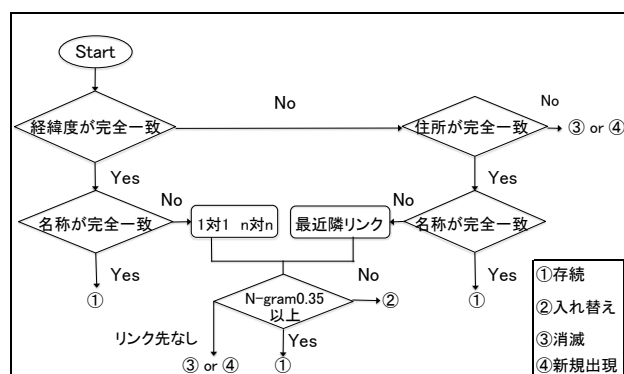 Start
No
経緯度が完全一致
住所が完全一致
No
③ or ④
Yes
Yes
名称が完全一致
No
1対1 n対n
最近隣リンク
No
名称が完全一致
Yes
①
N-gram0.35
以上
No
②
Yes
①
リンク先なし
③ or ④
Yes
①
①存続
②入れ替え
③消滅
④新規出現